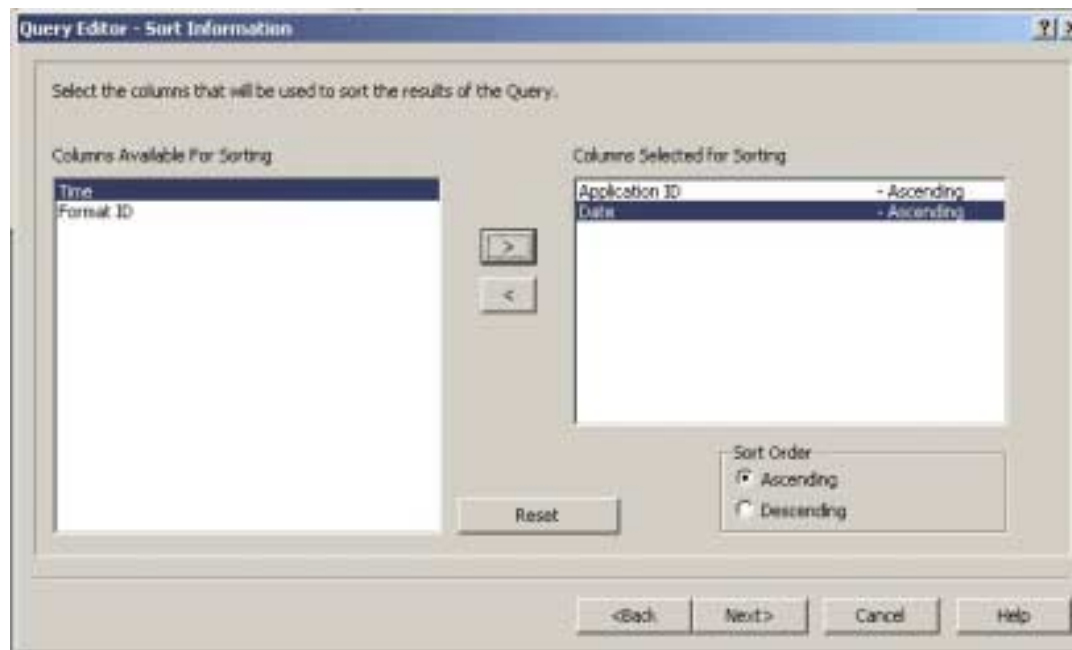 Query Editor - Sort Information
Select the columns that will be used to sort the results of the Query.
Columns Available For Sorting
Time
Format ID
>
<
Reset
Columns Selected for Sorting
Application ID - Ascending
Date - Ascending
Sort Order
Ascending
Descending
<Back
Next>
Cancel
Help